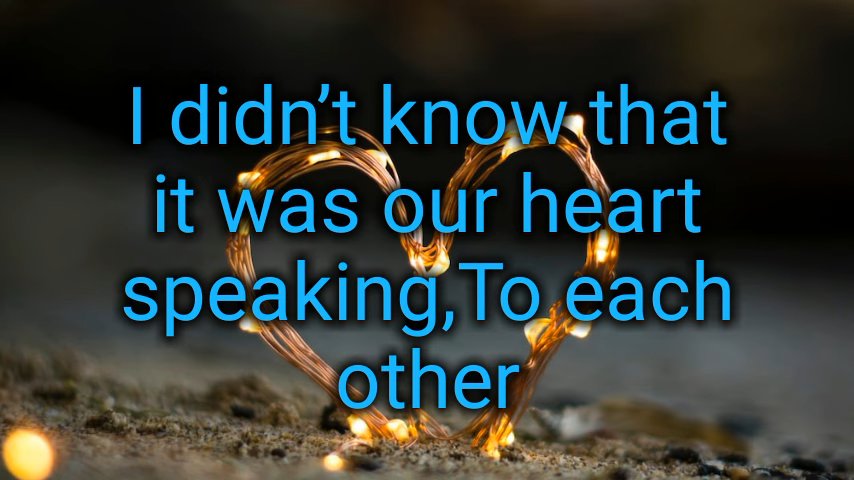 I didn’t know that
it was our heart
speaking,To each
other